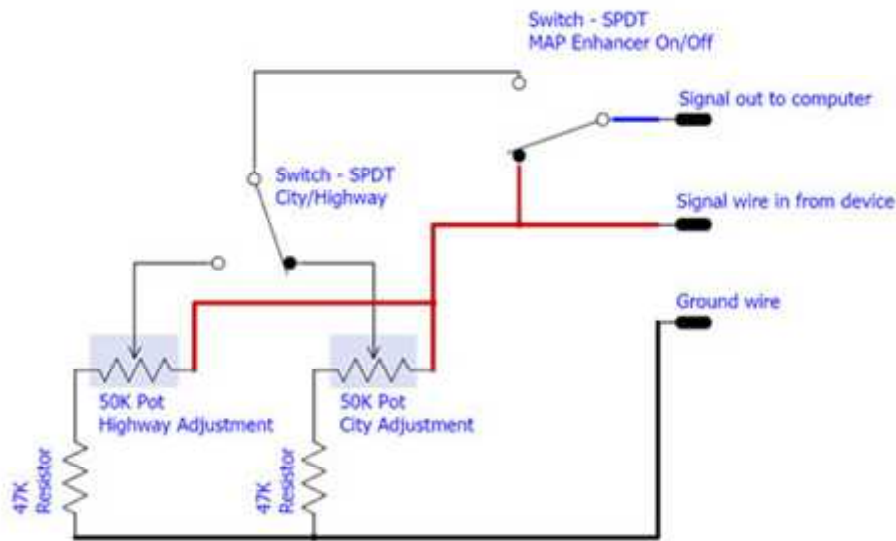 Switch - SPDT
MAP Enhancer On/Off
Signal out to computer
Switch - SPDT
City/Highway
Signal wire in from device
Ground wire
50K Pot
Highway Adjustment
50K Pot
City Adjustment
47K
Resistor
47K
Resistor